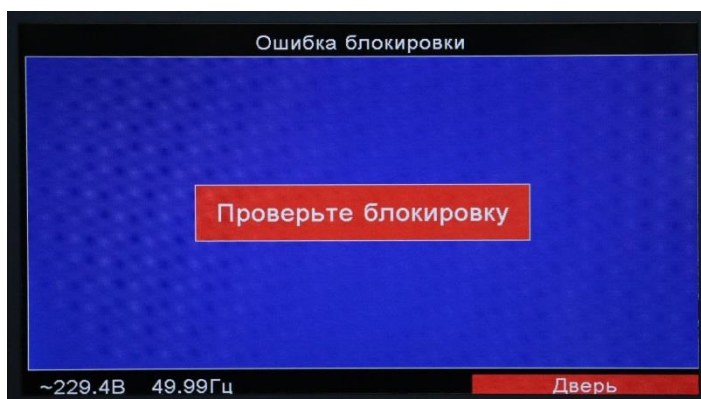 Ошибка блокировки
Проверьте блокировку
~229.4В 49.99Гц Дверь